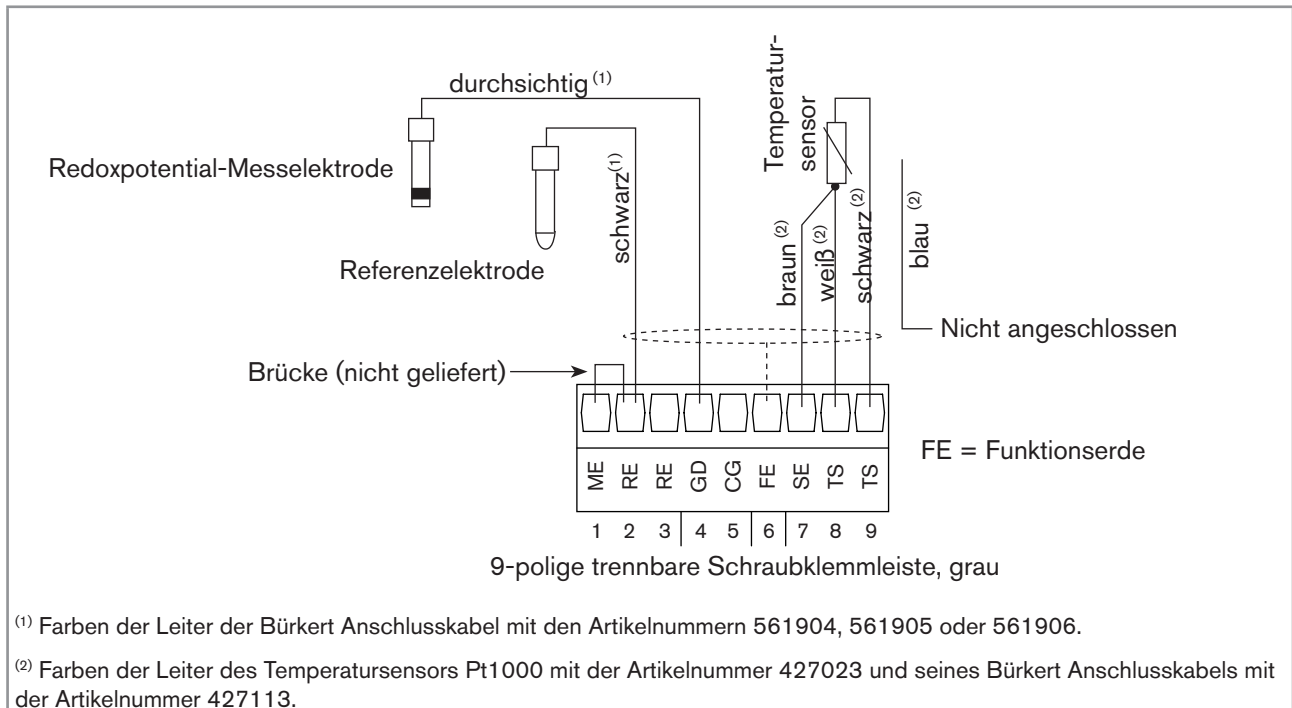 durchsichtig (1)
Temperatur-
sensor
Redoxpotential-Messelektrode
schwarz(1)
Referenzelektrode
braun (2)
weiß (2)
schwarz (2)
blau (2)
Nicht angeschlossen
Brücke (nicht geliefert)
FE = Funktionserde
ME RE RE GD CG FE SE TS TS
1 2 3 4 5 6 7 8 9
9-polige trennbare Schraubklemmleiste, grau
(1) Farben der Leiter der Bürkert Anschlusskabel mit den Artikelnummern 561904, 561905 oder 561906.
(2) Farben der Leiter des Temperatursensors Pt1000 mit der Artikelnummer 427023 und seines Bürkert Anschlusskabels mit
der Artikelnummer 427113.